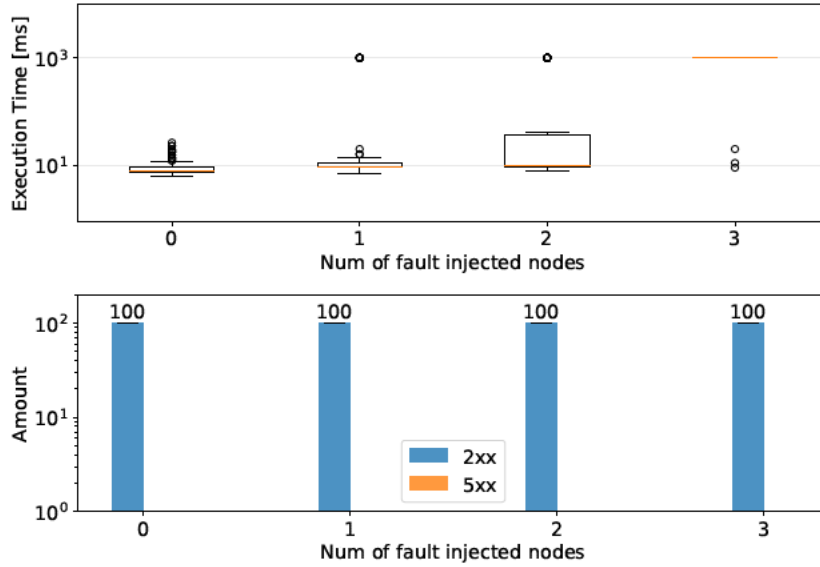 Execution Time [ms]
10³
10¹
0 1 2 3
Num of fault injected nodes
Amount
10²
10¹
10⁰
100 100 100 100
2xx
5xx
0 1 2 3
Num of fault injected nodes